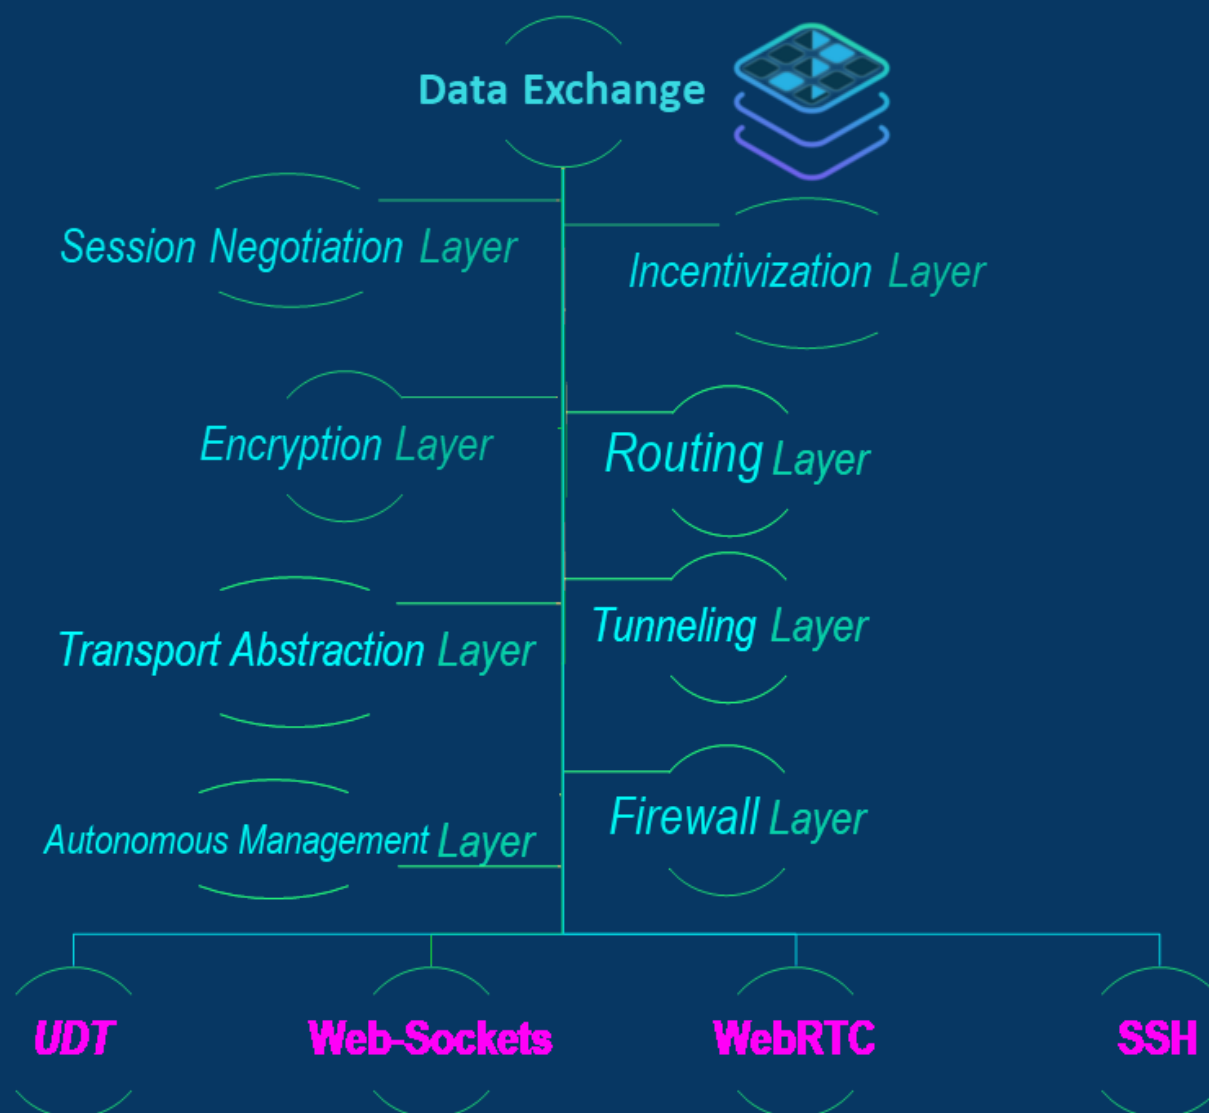 Data Exchange
Session Negotiation Layer
Incentivization Layer
Encryption Layer
Routing Layer
Transport Abstraction Layer
Tunneling Layer
Autonomous Management Layer
Firewall Layer
UDT
Web-Sockets
WebRTC
SSH